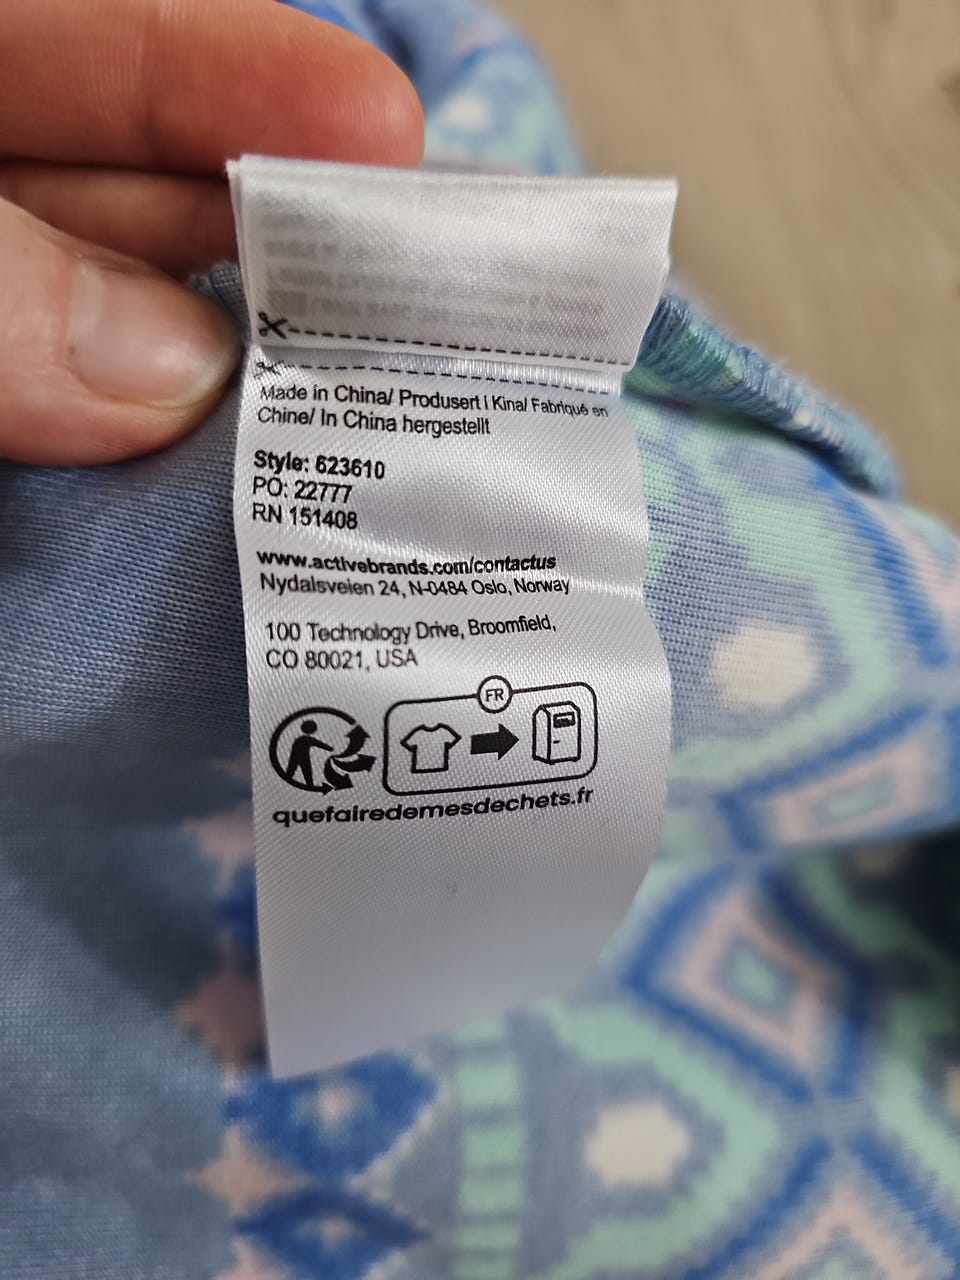 Made in China/ Produsert i Kina/ Fabriqué en
Chine/ In China hergestellt
Style: 623610
PO: 22777
RN 151408
www.activebrands.com/contactus
Nydalsveien 24, N-0484 Oslo, Norway
100 Technology Drive, Broomfield,
CO 80021, USA
FR
quefairedemesdechets.fr